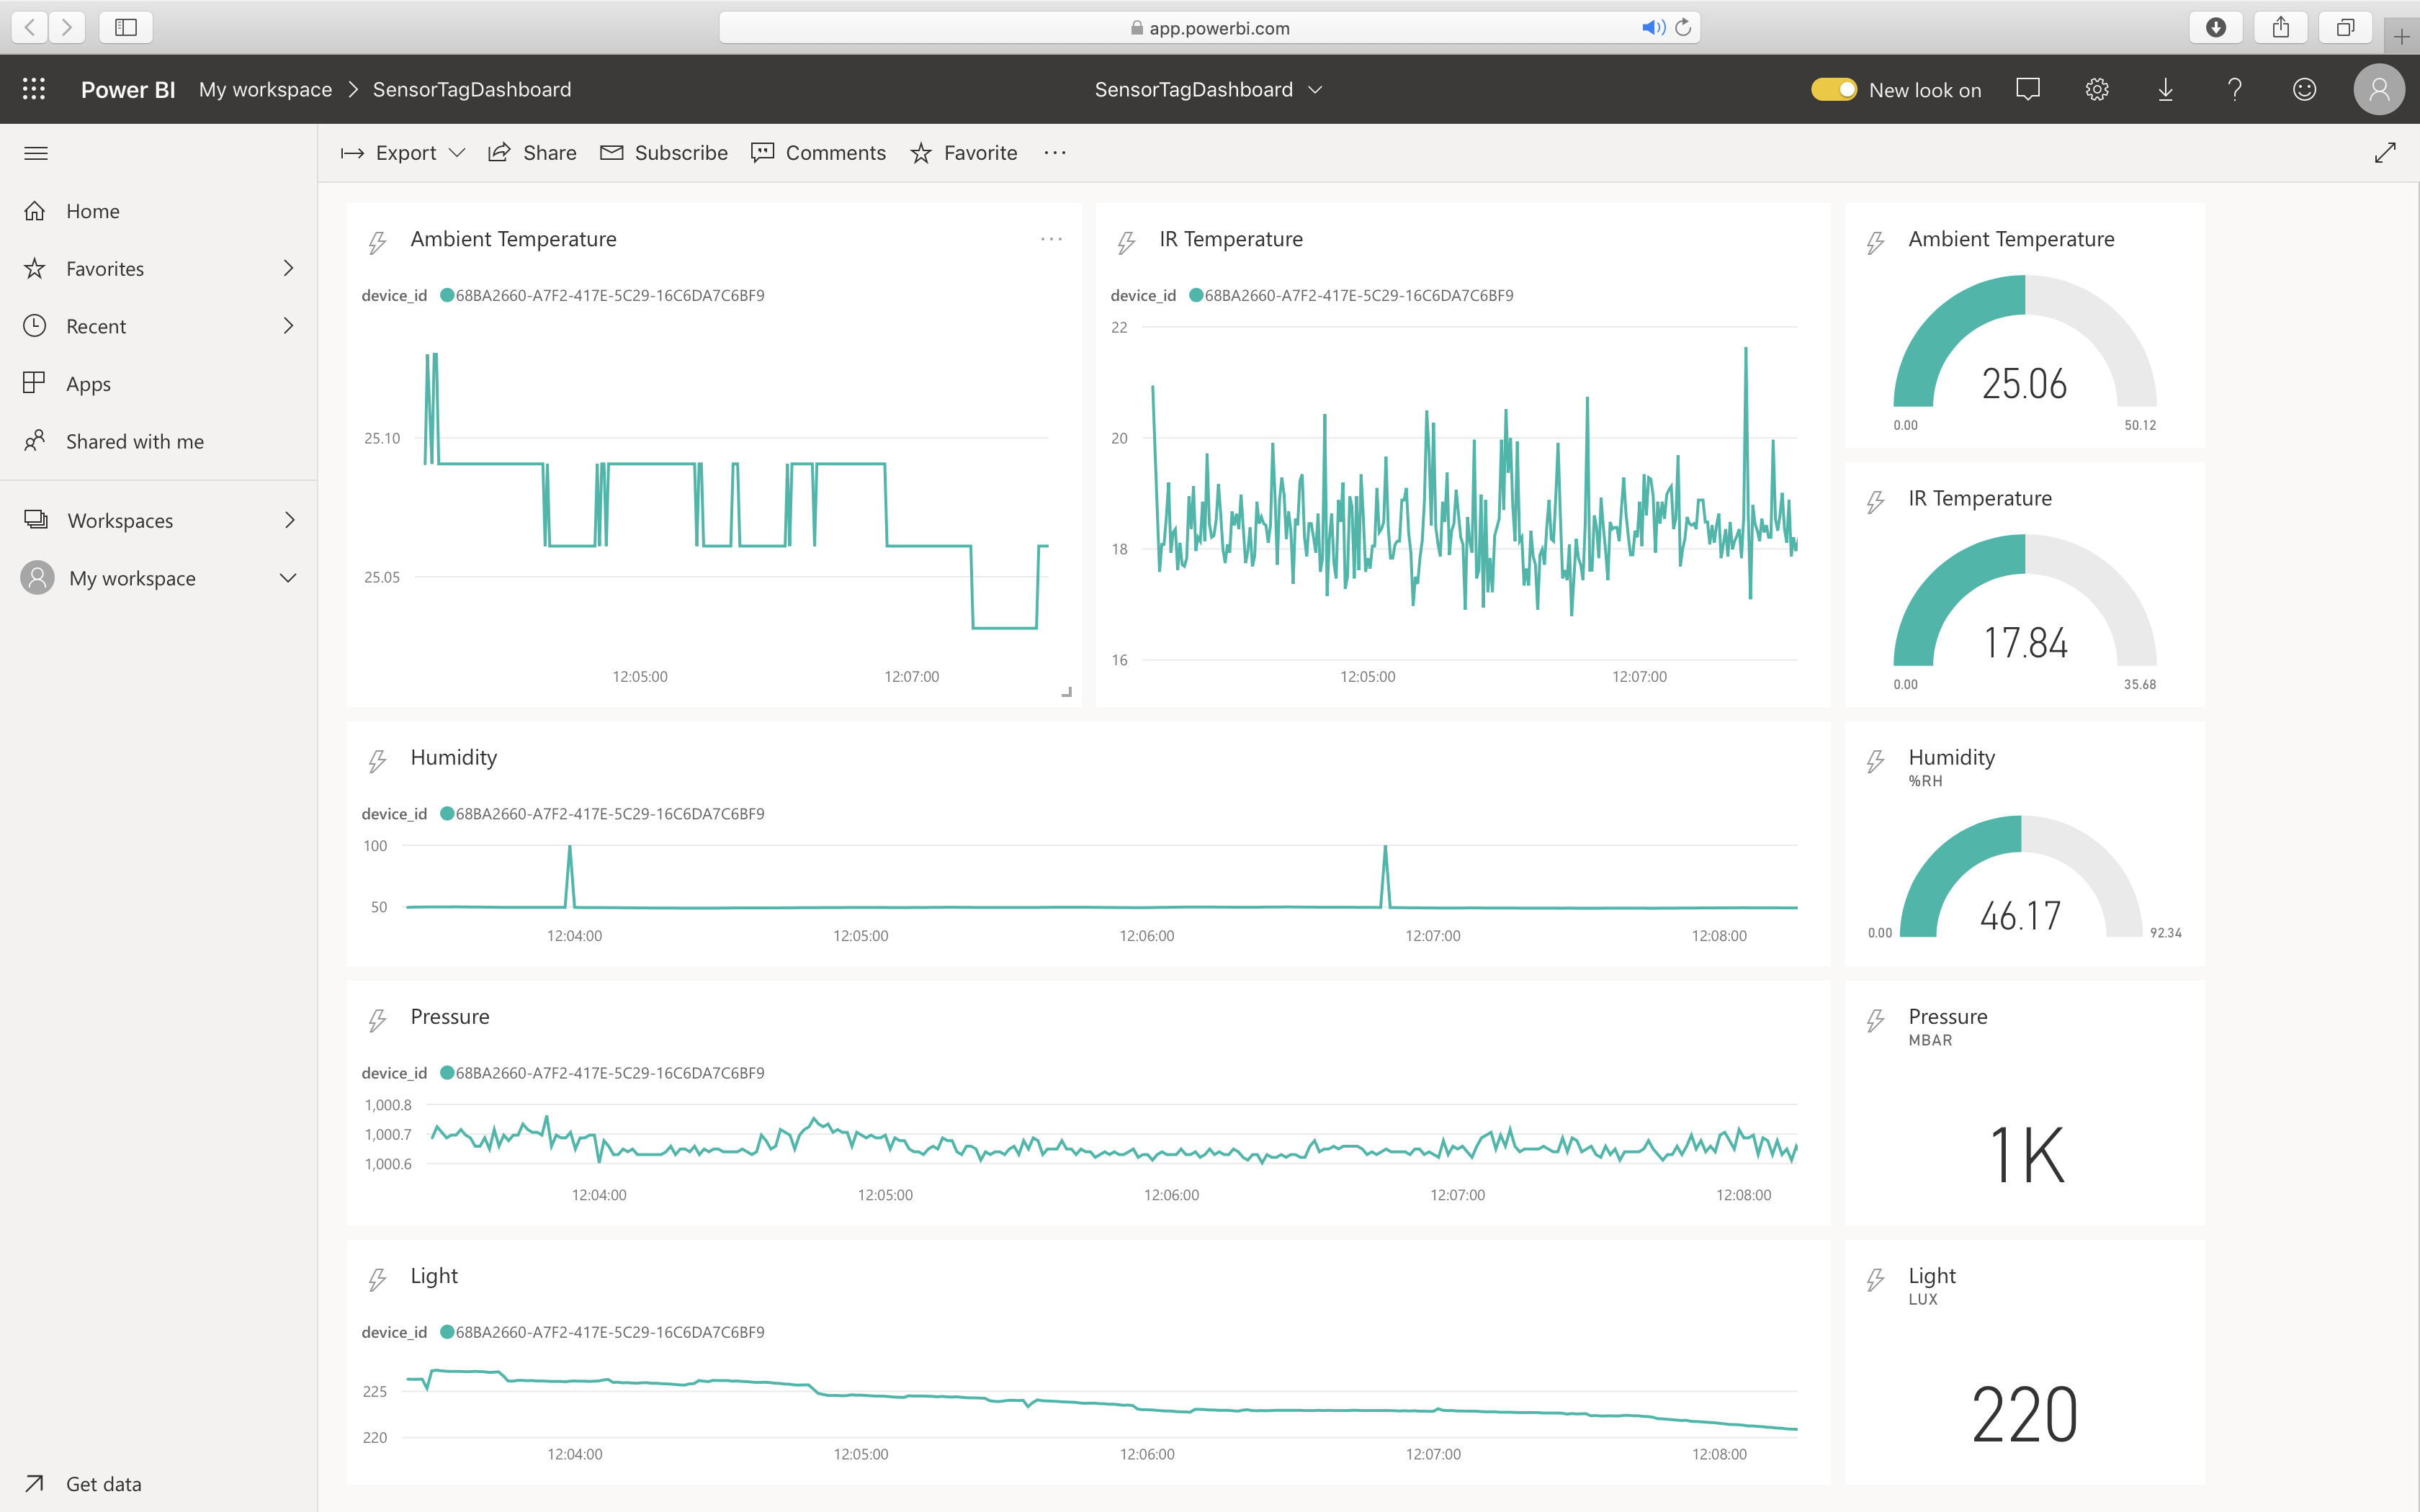 app.powerbi.com
Power BI My workspace SensorTagDashboard
SensorTagDashboard
New look on
Export Share Subscribe Comments Favorite
Home
Favorites
Recent
Apps
Shared with me
Workspaces
My workspace
Get data
Ambient Temperature
device_id 68BA2660-A7F2-417E-5C29-16C6DA7C6BF9
25.10
25.05
12:05:00 12:07:00
IR Temperature
device_id 68BA2660-A7F2-417E-5C29-16C6DA7C6BF9
22
20
18
16
12:05:00 12:07:00
Ambient Temperature
25.06
0.00 50.12
IR Temperature
17.84
0.00 35.68
Humidity
device_id 68BA2660-A7F2-417E-5C29-16C6DA7C6BF9
100
50
12:04:00 12:05:00 12:06:00 12:07:00 12:08:00
Humidity
%RH
46.17
0.00 92.34
Pressure
device_id 68BA2660-A7F2-417E-5C29-16C6DA7C6BF9
1,000.8
1,000.7
1,000.6
12:04:00 12:05:00 12:06:00 12:07:00 12:08:00
Pressure
MBAR
1K
Light
device_id 68BA2660-A7F2-417E-5C29-16C6DA7C6BF9
225
220
12:04:00 12:05:00 12:06:00 12:07:00 12:08:00
Light
LUX
220